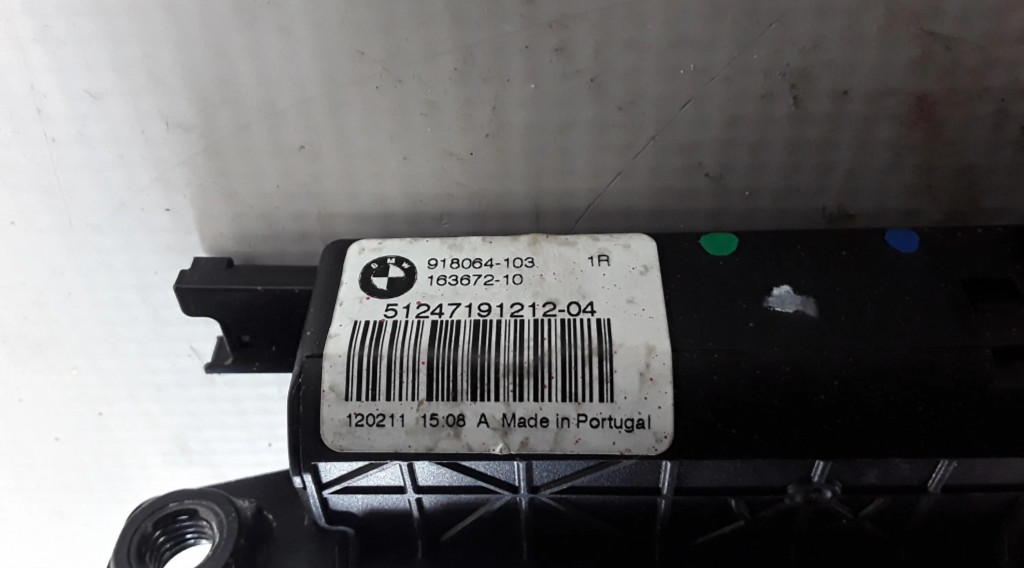 BMW
918064-103 1R
163672-10
51247191212-04
120211 15:08 A Made in Portugal